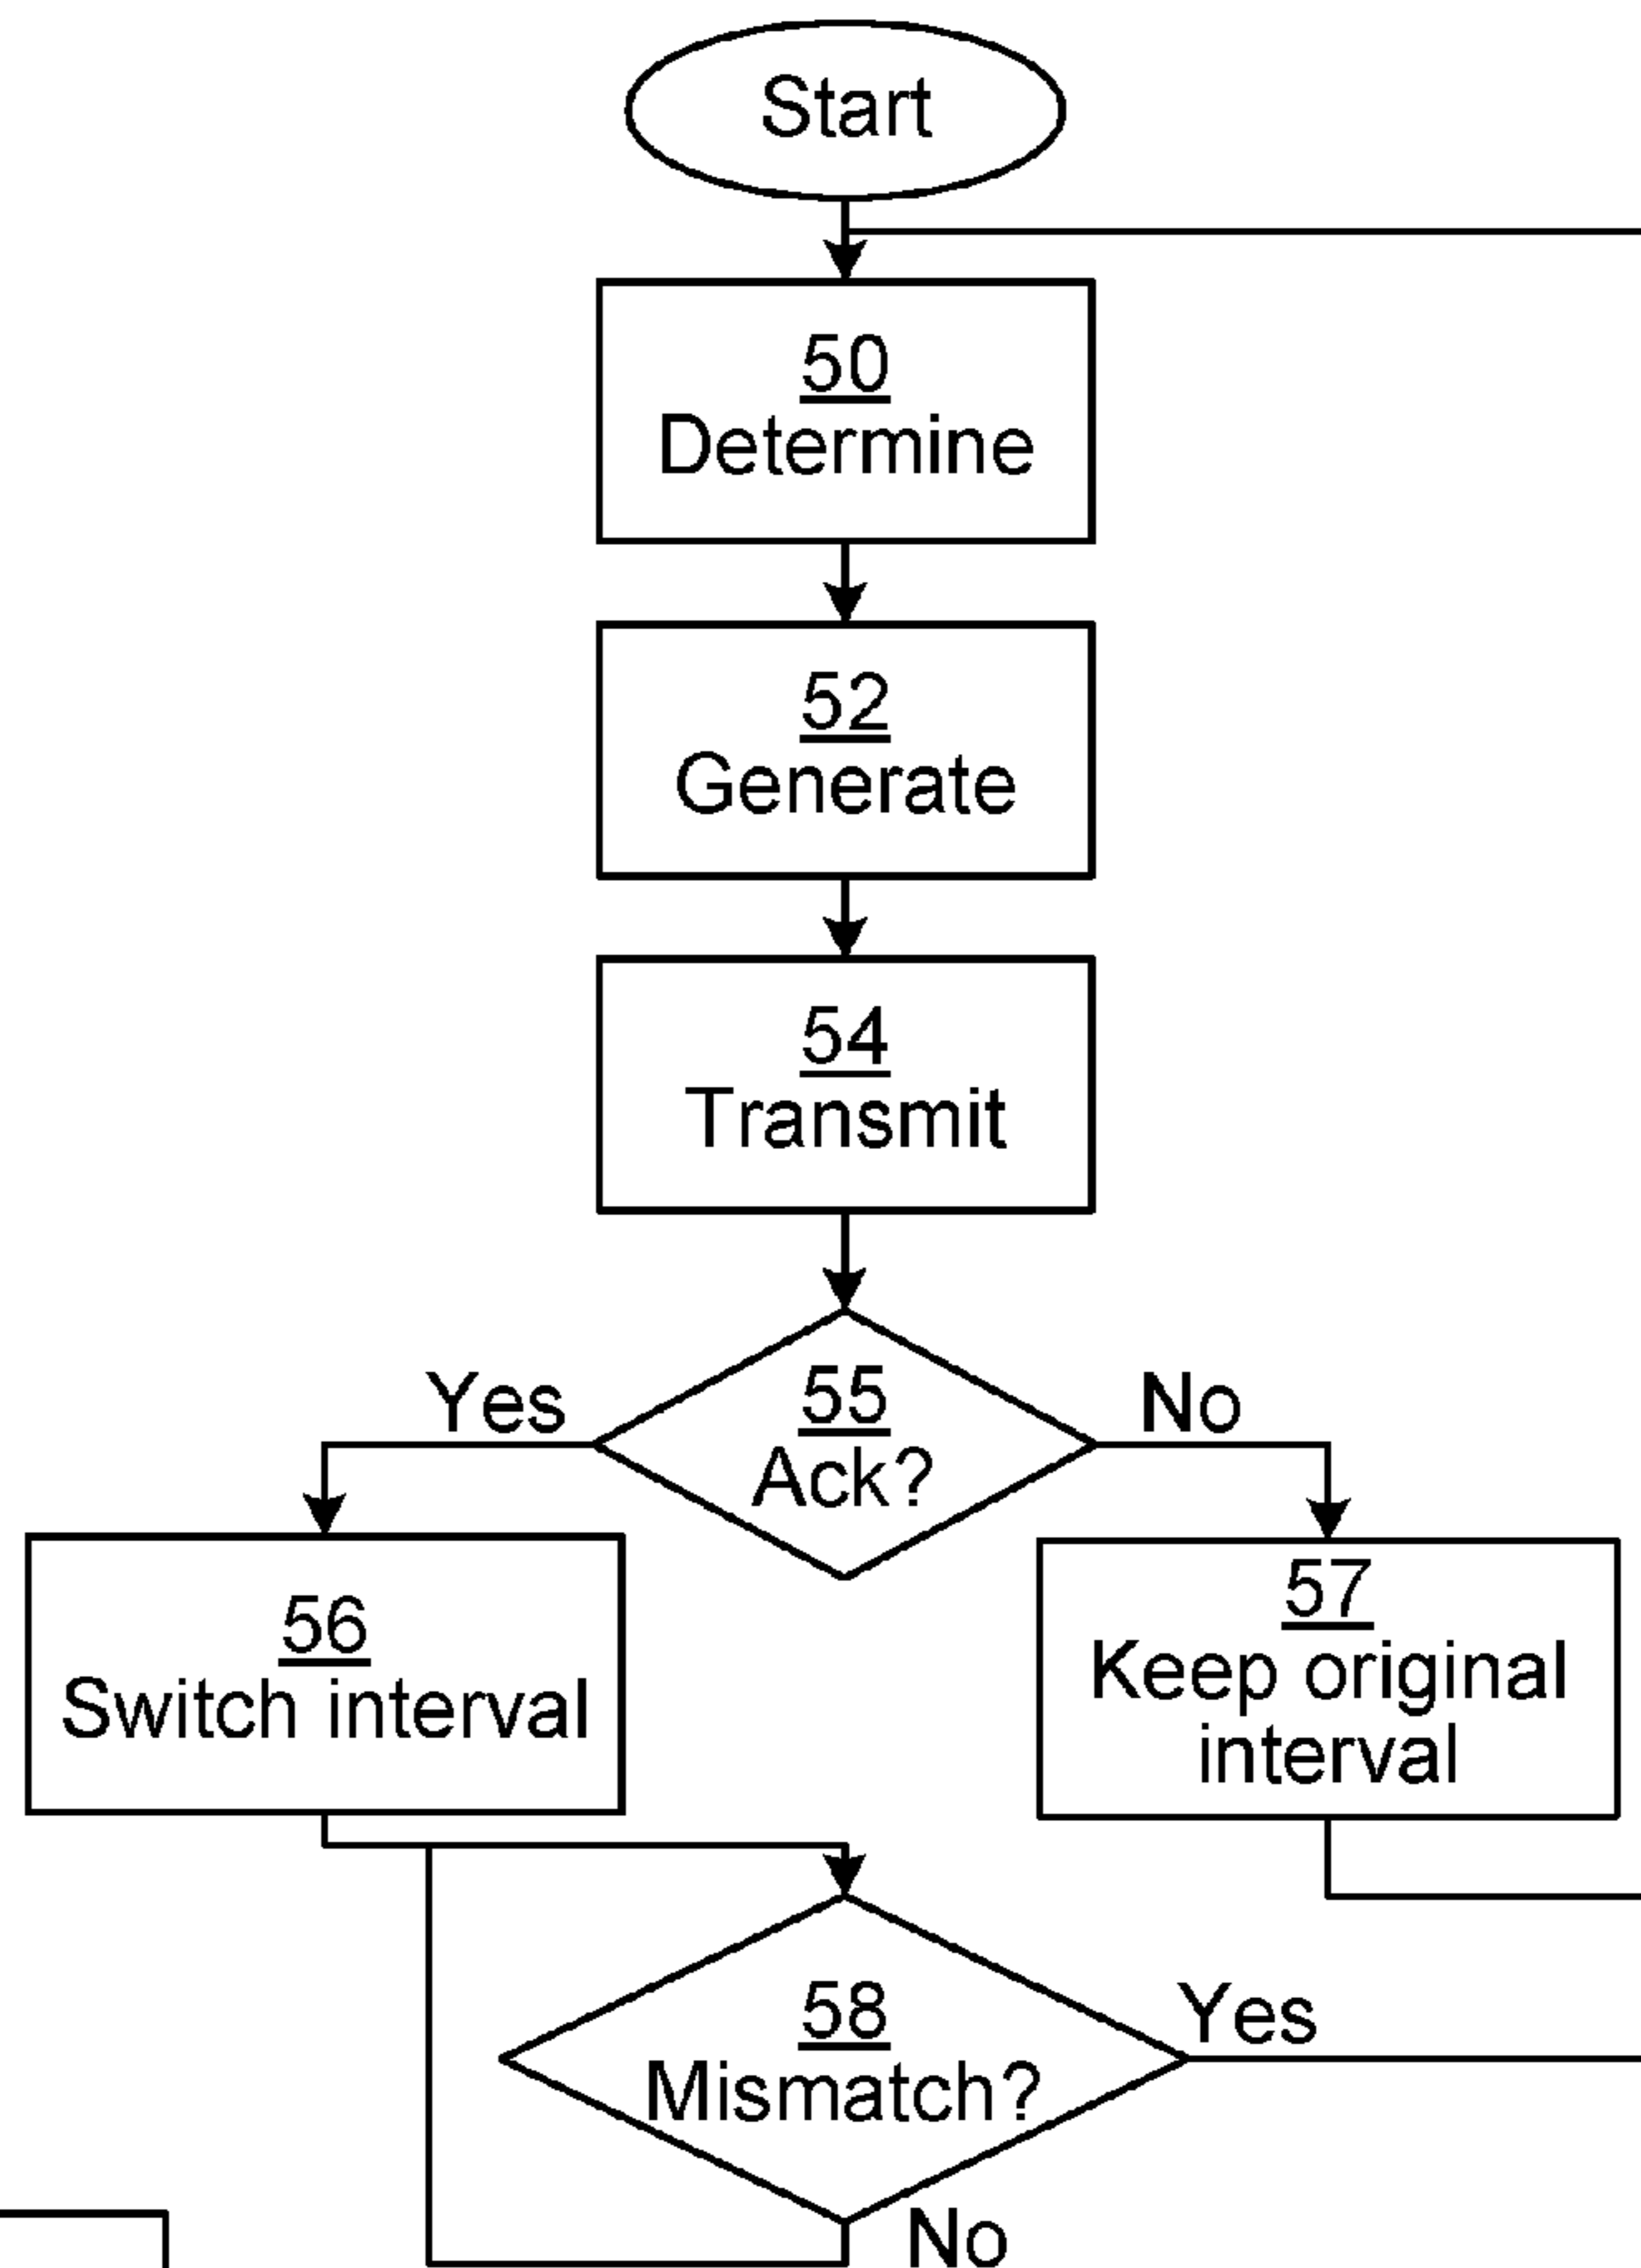 Start
50
Determine
52
Generate
54
Transmit
Yes
55
Ack?
No
56
Switch interval
57
Keep original
interval
58
Mismatch?
Yes
No